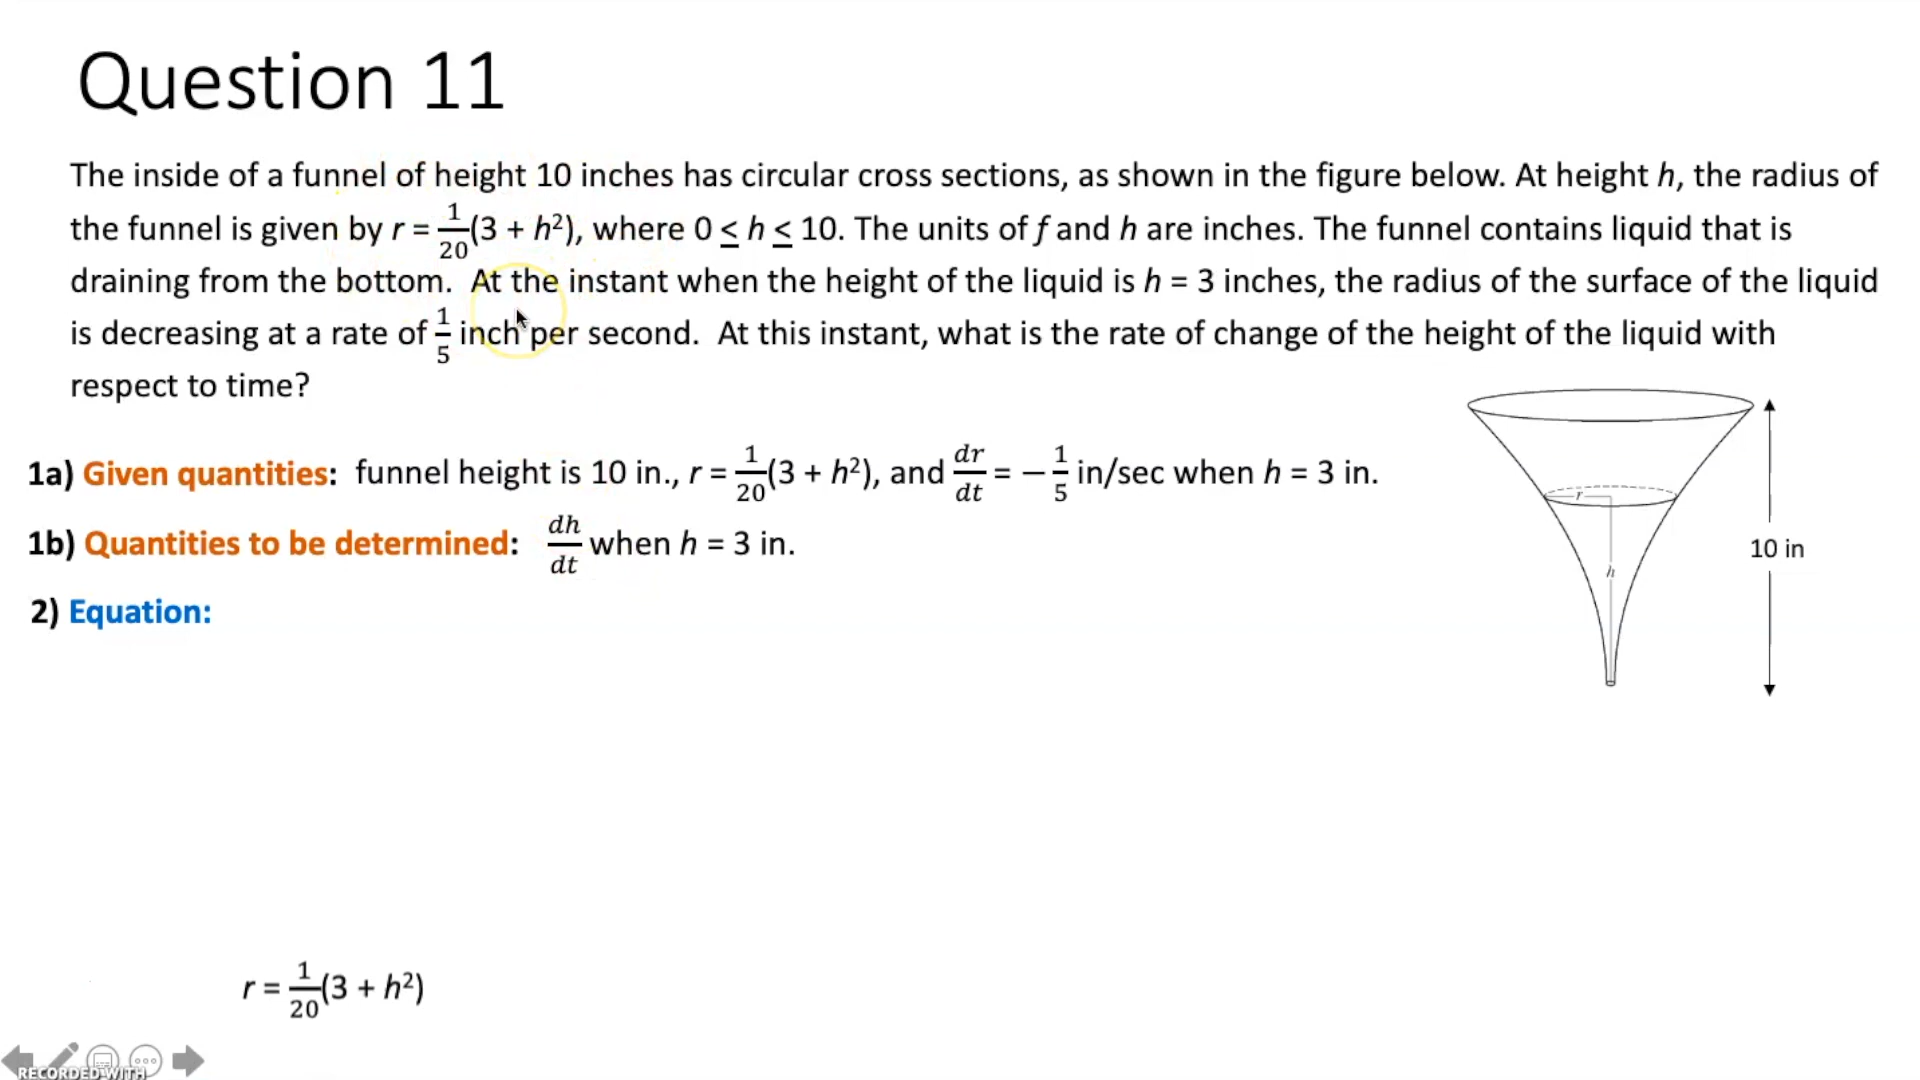 Question 11
The inside of a funnel of height 10 inches has circular cross sections, as shown in the figure below. At height h, the radius of
the funnel is given by r = 1/20(3 + h²), where 0 ≤ h ≤ 10. The units of f and h are inches. The funnel contains liquid that is
draining from the bottom. At the instant when the height of the liquid is h = 3 inches, the radius of the surface of the liquid
is decreasing at a rate of 1/5 inch per second. At this instant, what is the rate of change of the height of the liquid with
respect to time?
1a) Given quantities: funnel height is 10 in., r = 1/20(3 + h²), and dr/dt = − 1/5 in/sec when h = 3 in.
1b) Quantities to be determined: dh/dt when h = 3 in.
2) Equation:
r
h
10 in
r = 1/20(3 + h²)
RECORDED WITH